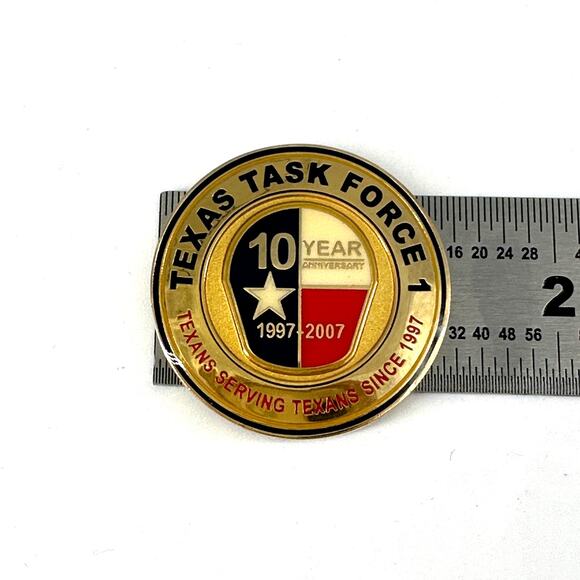 TEXAS TASK FORCE 1
10 YEAR
ANNIVERSARY
1997-2007
TEXANS SERVING TEXANS SINCE 1997
16 20 24 28
2
32 40 48 56